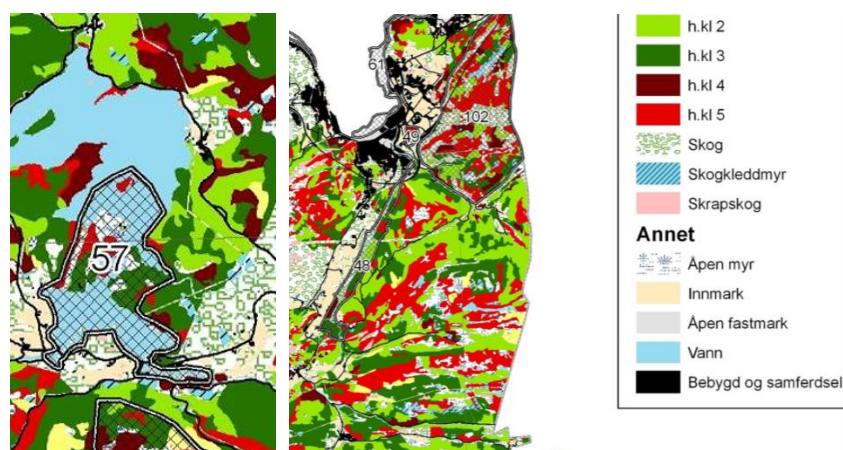 57
61
102
49
48
h.kl 2
h.kl 3
h.kl 4
h.kl 5
Skog
Skogkleddmyr
Skrapskog
Annet
Åpen myr
Innmark
Åpen fastmark
Vann
Bebygd og samferdsel